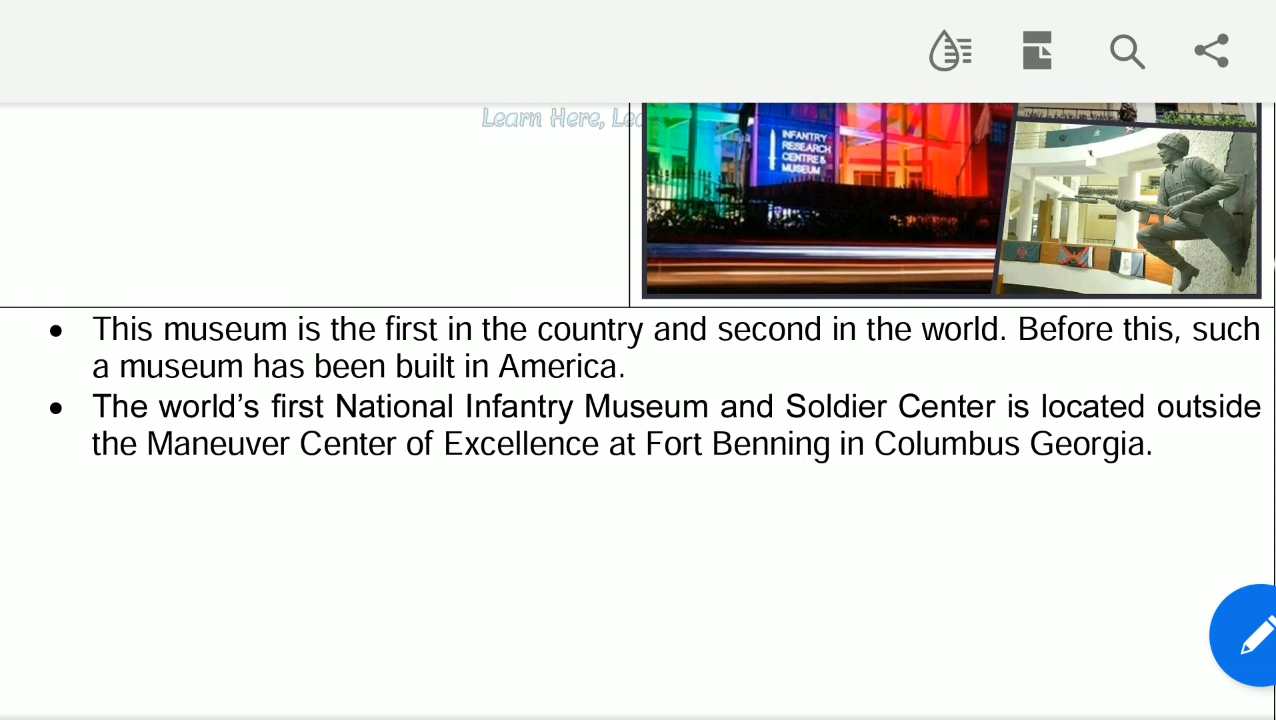 Learn Here, Lea
INFANTRY
RESEARCH
CENTRE &
MUSEUM
• This museum is the first in the country and second in the world. Before this, such
a museum has been built in America.
• The world’s first National Infantry Museum and Soldier Center is located outside
the Maneuver Center of Excellence at Fort Benning in Columbus Georgia.